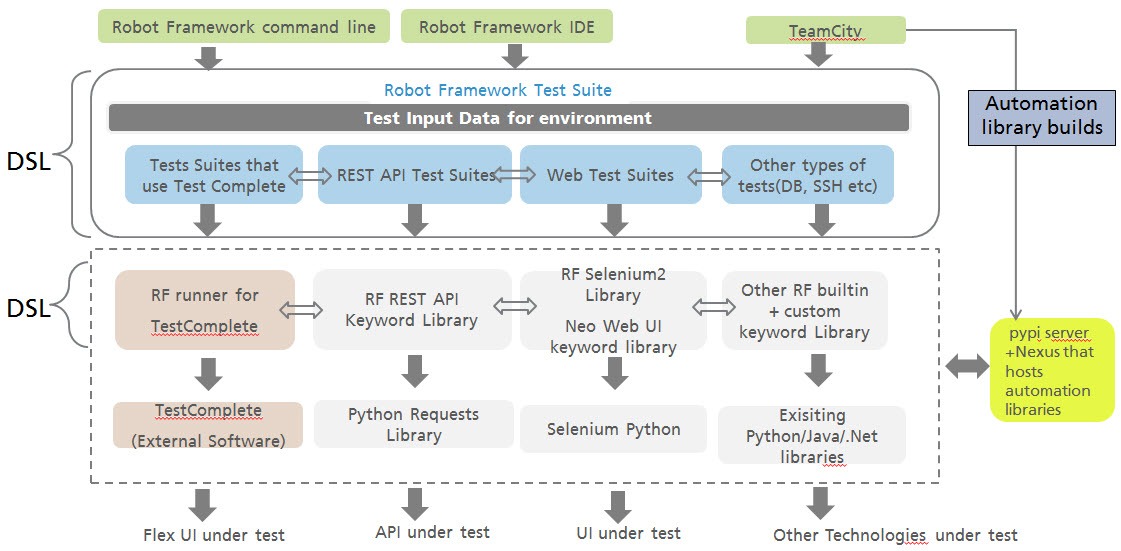 Robot Framework command line
Robot Framework IDE
TeamCity
Robot Framework Test Suite
Test Input Data for environment
Automation
library builds
DSL
Tests Suites that
use Test Complete
REST API Test Suites
Web Test Suites
Other types of
tests(DB, SSH etc)
DSL
RF runner for
TestComplete
RF REST API
Keyword Library
RF Selenium2
Library
Neo Web UI
keyword library
Other RF builtin
+ custom
keyword Library
pypi server
+Nexus that
hosts
automation
libraries
TestComplete
(External Software)
Python Requests
Library
Selenium Python
Exisiting
Python/Java/.Net
libraries
Flex UI under test
API under test
UI under test
Other Technologies under test